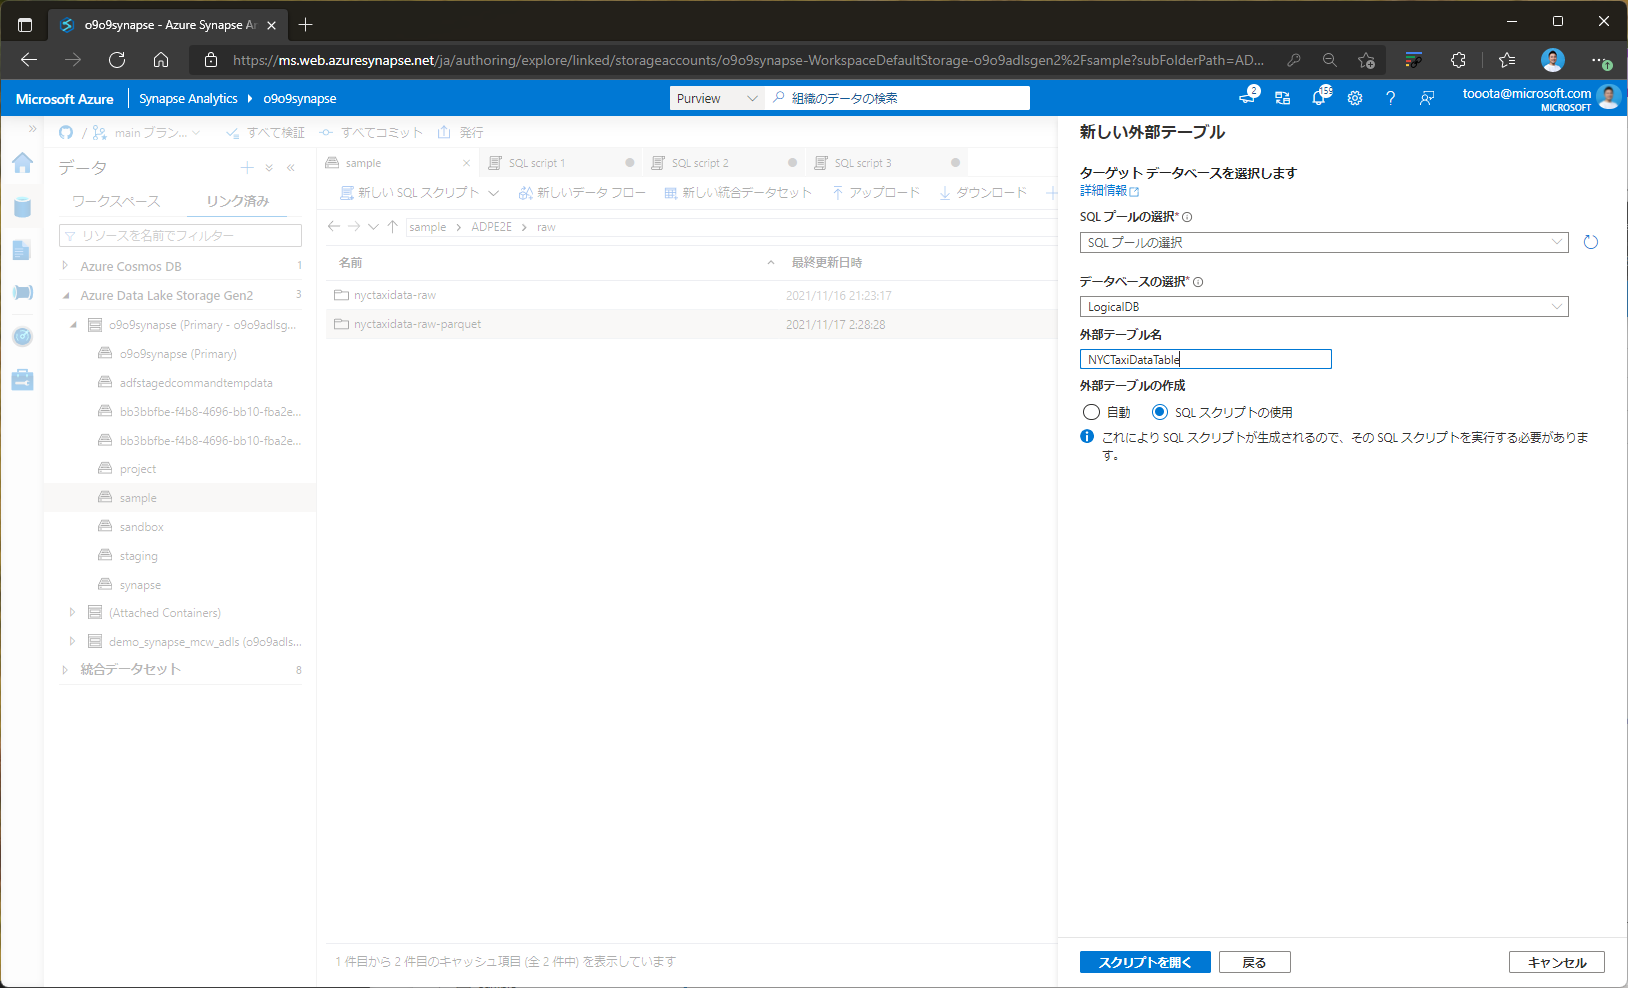 o9o9synapse - Azure Synapse An
https://ms.web.azuresynapse.net/ja/authoring/explore/linked/storageaccounts/o9o9synapse-WorkspaceDefaultStorage-o9o9adlsgen2%2Fsample?subFolderPath=AD...
Microsoft Azure
Synapse Analytics
o9o9synapse
Purview
組織のデータの検索
2
159
tooota@microsoft.com
MICROSOFT
/ main ブラン...
すべて検証
すべてコミット
発行
データ
ワークスペース
リンク済み
リソースを名前でフィルター
Azure Cosmos DB 1
Azure Data Lake Storage Gen2 3
o9o9synapse (Primary - o9o9adlsg...
o9o9synapse (Primary)
adfstagedcommandtempdata
bb3bbfbe-f4b8-4696-bb10-fba2e...
bb3bbfbe-f4b8-4696-bb10-fba2e...
project
sample
sandbox
staging
synapse
(Attached Containers)
demo_synapse_mcw_adls (o9o9adls...
統合データセット 8
sample
SQL script 1
SQL script 2
SQL script 3
新しい SQL スクリプト
新しいデータ フロー
新しい統合データセット
アップロード
ダウンロード
sample
ADPE2E
raw
名前
最終更新日時
nyctaxidata-raw 2021/11/16 21:23:17
nyctaxidata-raw-parquet 2021/11/17 2:28:28
1 件目から 2 件目のキャッシュ項目 (全 2 件中) を表示しています
新しい外部テーブル
ターゲット データベースを選択します
詳細情報
SQL プールの選択*
SQL プールの選択
データベースの選択*
LogicalDB
外部テーブル名
NYCTaxiDataTable
外部テーブルの作成
自動
SQL スクリプトの使用
これにより SQL スクリプトが生成されるので、その SQL スクリプトを実行する必要がありま
す。
スクリプトを開く
戻る
キャンセル